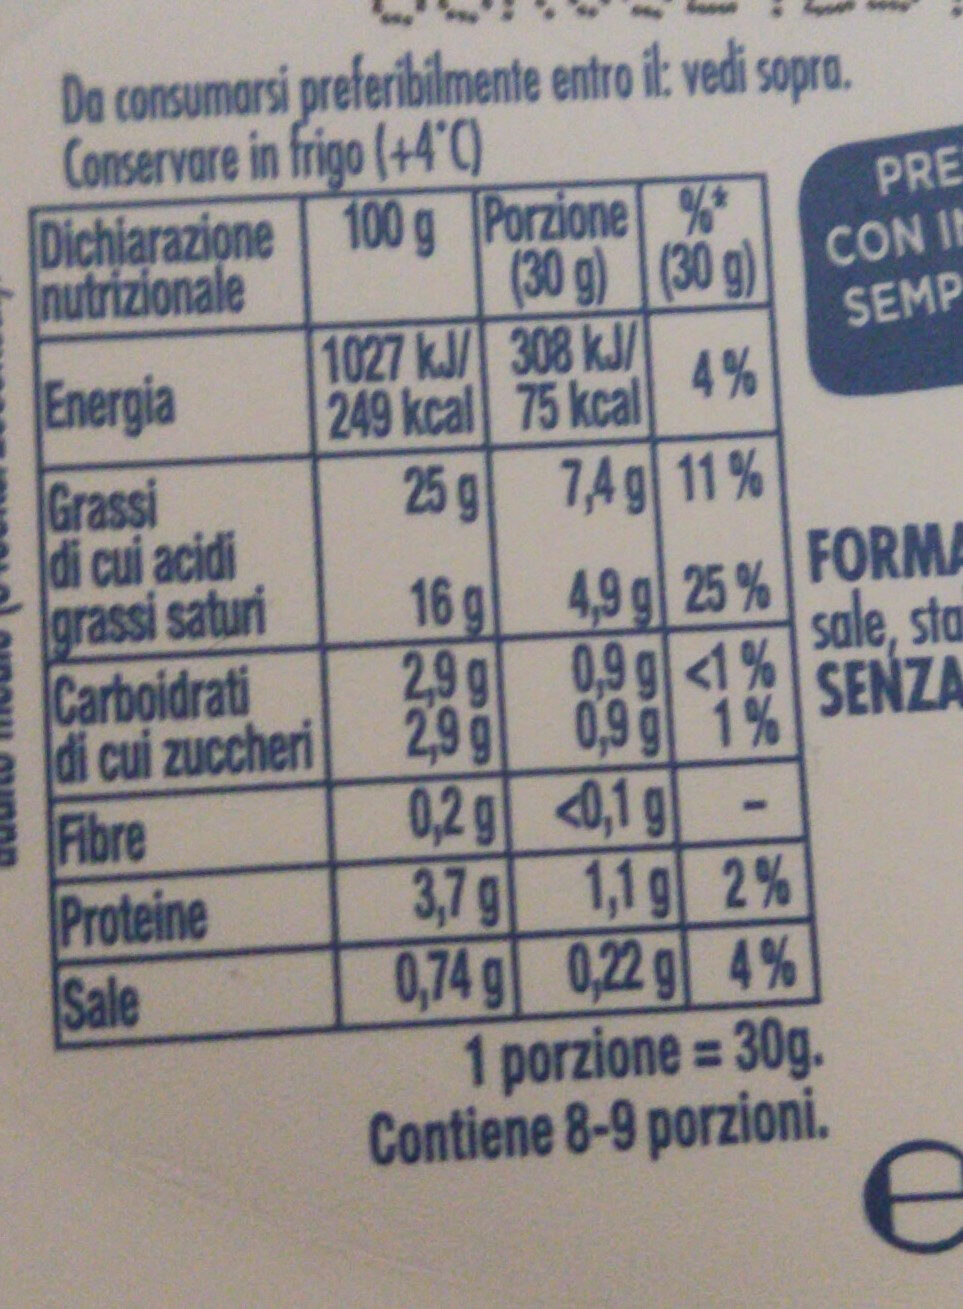 Da consumarsi preferibilmente entro il: vedi sopra.
Conservare in frigo (+4°C)
Dichiarazione nutrizionale 100 g Porzione (30 g) %* (30 g)
Energia 1027 kJ/ 249 kcal 308 kJ/ 75 kcal 4 %
Grassi 25 g 7,4 g 11 %
di cui acidi
grassi saturi 16 g 4,9 g 25 %
Carboidrati 2,9 g 0,9 g <1 %
di cui zuccheri 2,9 g 0,9 g 1 %
Fibre 0,2 g <0,1 g -
Proteine 3,7 g 1,1 g 2 %
Sale 0,74 g 0,22 g 4 %
1 porzione = 30g.
Contiene 8-9 porzioni.
PRE
CON IN
SEMP
FORMA
sale, sta
SENZA
e